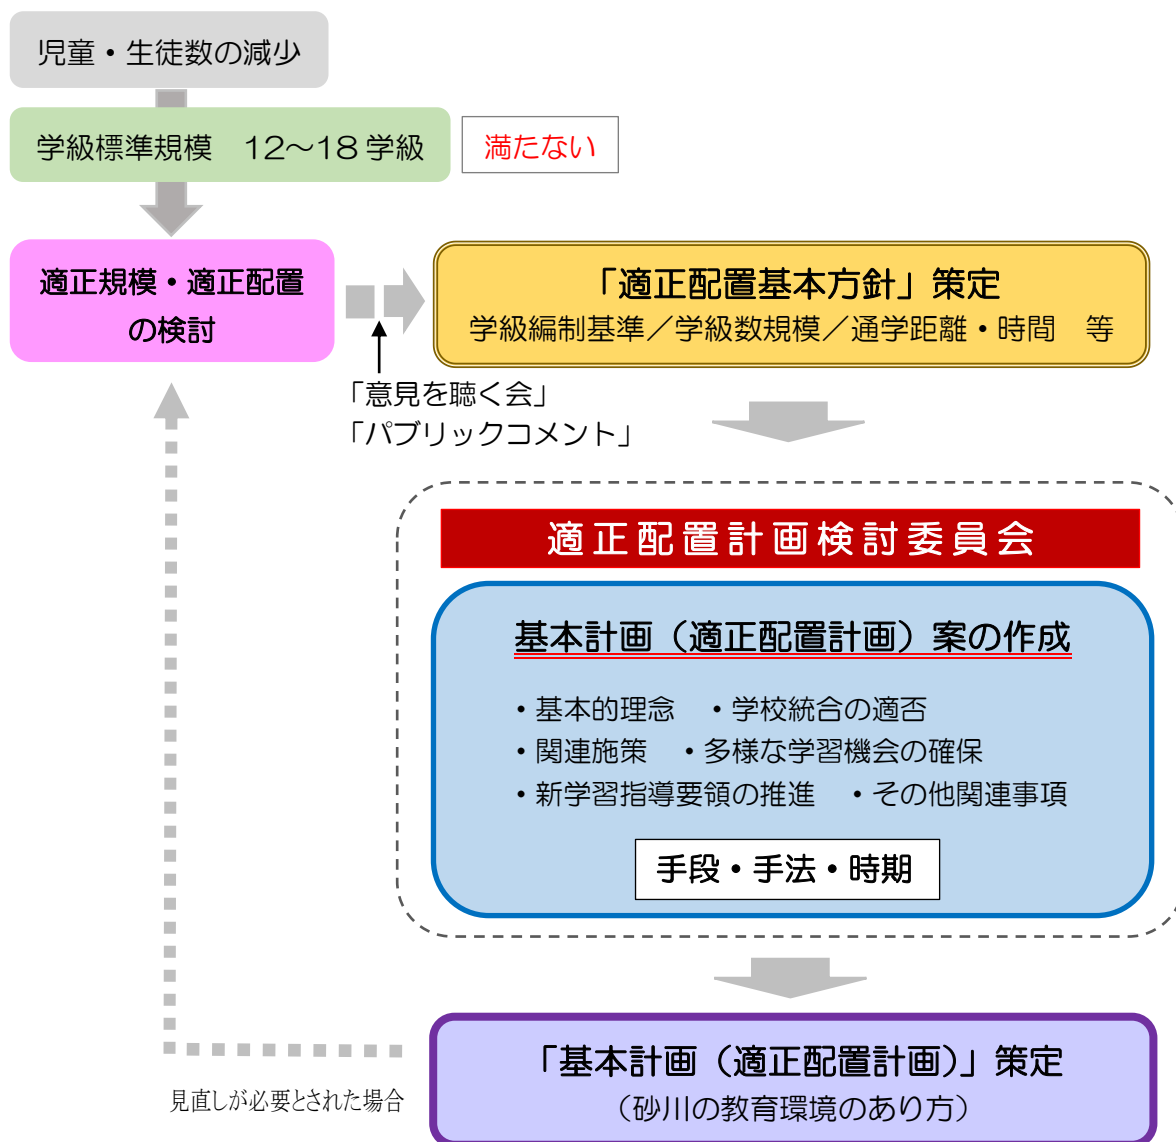 児童・生徒数の減少
学級標準規模　12～18学級
満たない
適正規模・適正配置
の検討
「適正配置基本方針」策定
学級編制基準／学級数規模／通学距離・時間　等
「意見を聴く会」
「パブリックコメント」
適正配置計画検討委員会
基本計画（適正配置計画）案の作成
・基本的理念　・学校統合の適否
・関連施策　・多様な学習機会の確保
・新学習指導要領の推進　・その他関連事項
手段・手法・時期
「基本計画（適正配置計画）」策定
（砂川の教育環境のあり方）
見直しが必要とされた場合